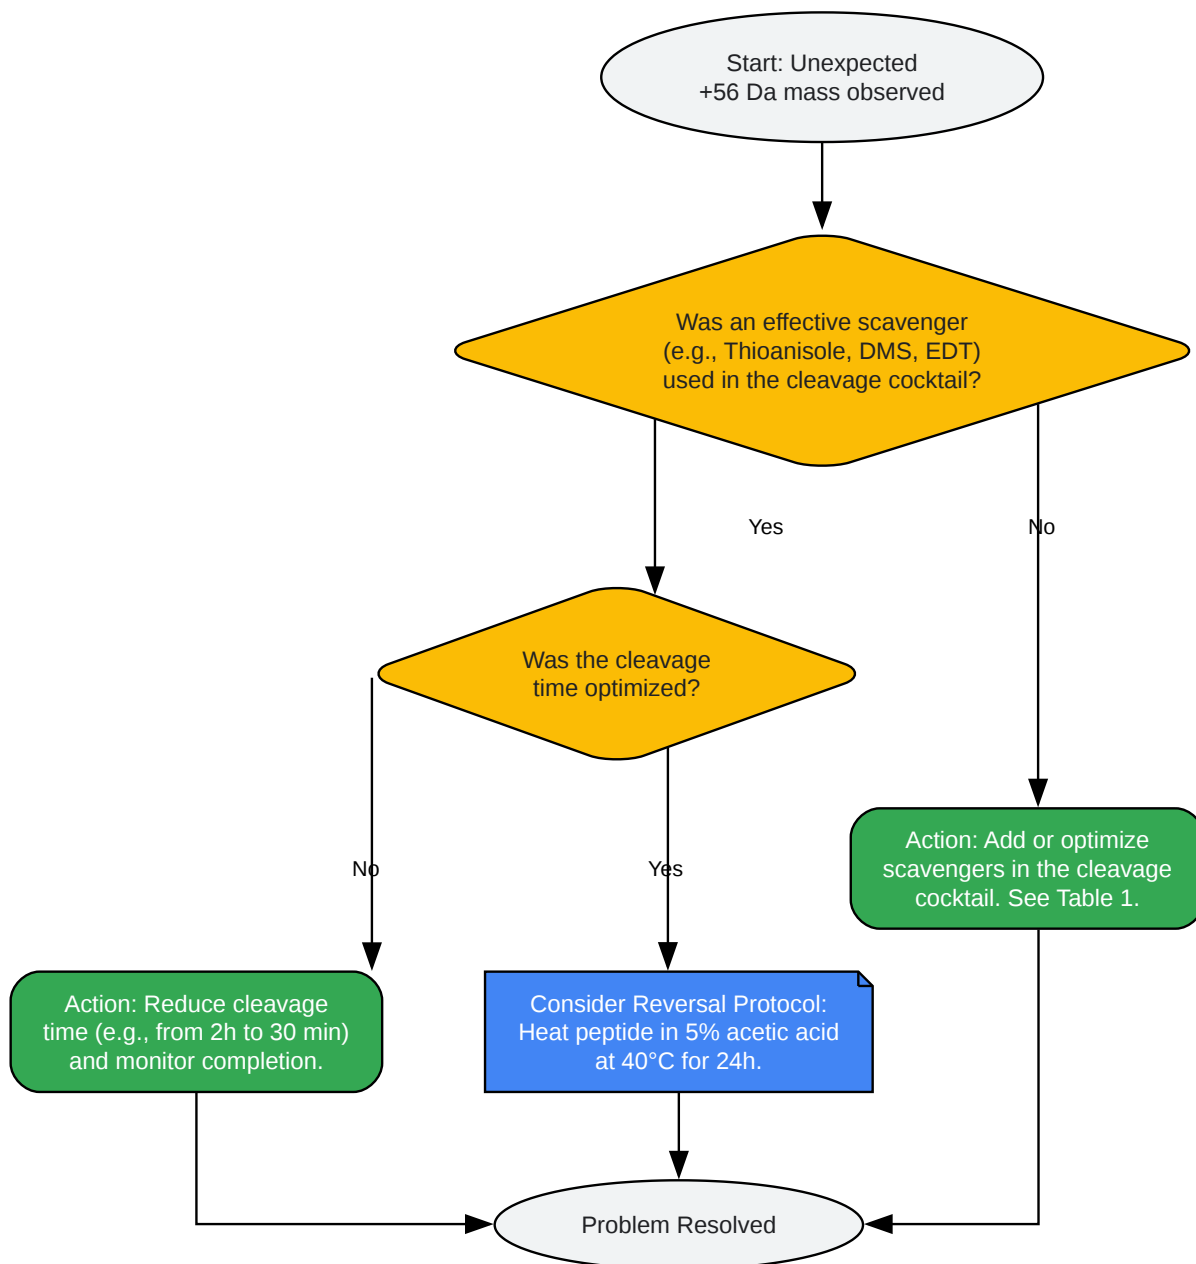 Start: Unexpected
+56 Da mass observed
Was an effective scavenger
(e.g., Thioanisole, DMS, EDT)
used in the cleavage cocktail?
Yes
No
Was the cleavage
time optimized?
No
Yes
Action: Add or optimize
scavengers in the cleavage
cocktail. See Table 1.
Action: Reduce cleavage
time (e.g., from 2h to 30 min)
and monitor completion.
Consider Reversal Protocol:
Heat peptide in 5% acetic acid
at 40°C for 24h.
Problem Resolved